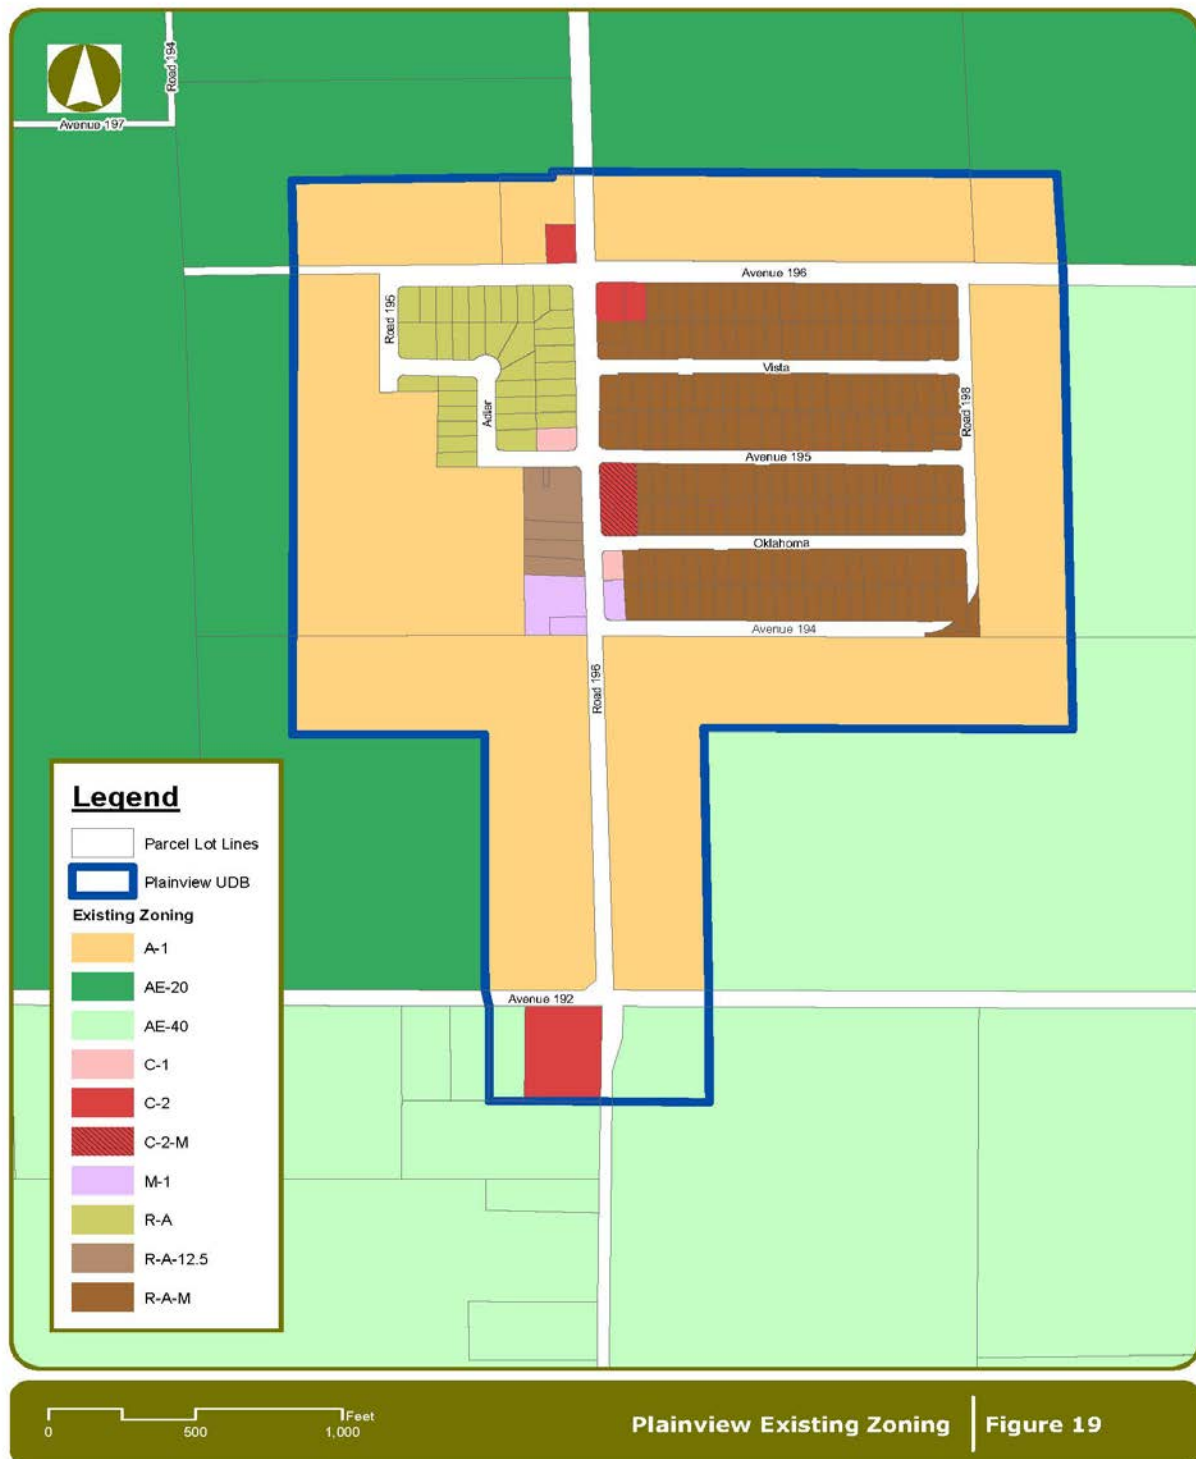 Road 194
Avenue 197
Avenue 196
Road 195
Vista
Adler
Road 198
Avenue 195
Oklahoma
Avenue 194
Road 196
Legend
Parcel Lot Lines
Plainview UDB
Existing Zoning
A-1
AE-20
AE-40
C-1
C-2
C-2-M
M-1
R-A
R-A-12.5
R-A-M
Avenue 192
Feet
0 500 1,000
Plainview Existing Zoning Figure 19